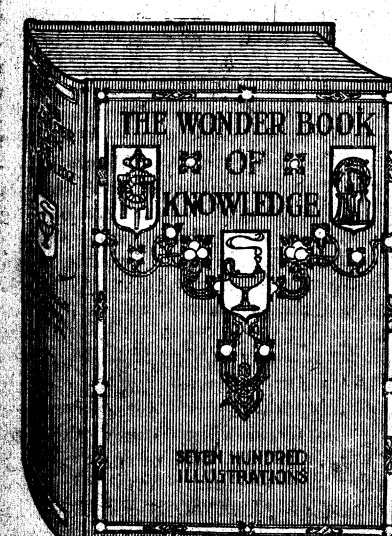 THE WONDER BOOK
OF
KNOWLEDGE
SEVEN HUNDRED
ILLUSTRATIONS